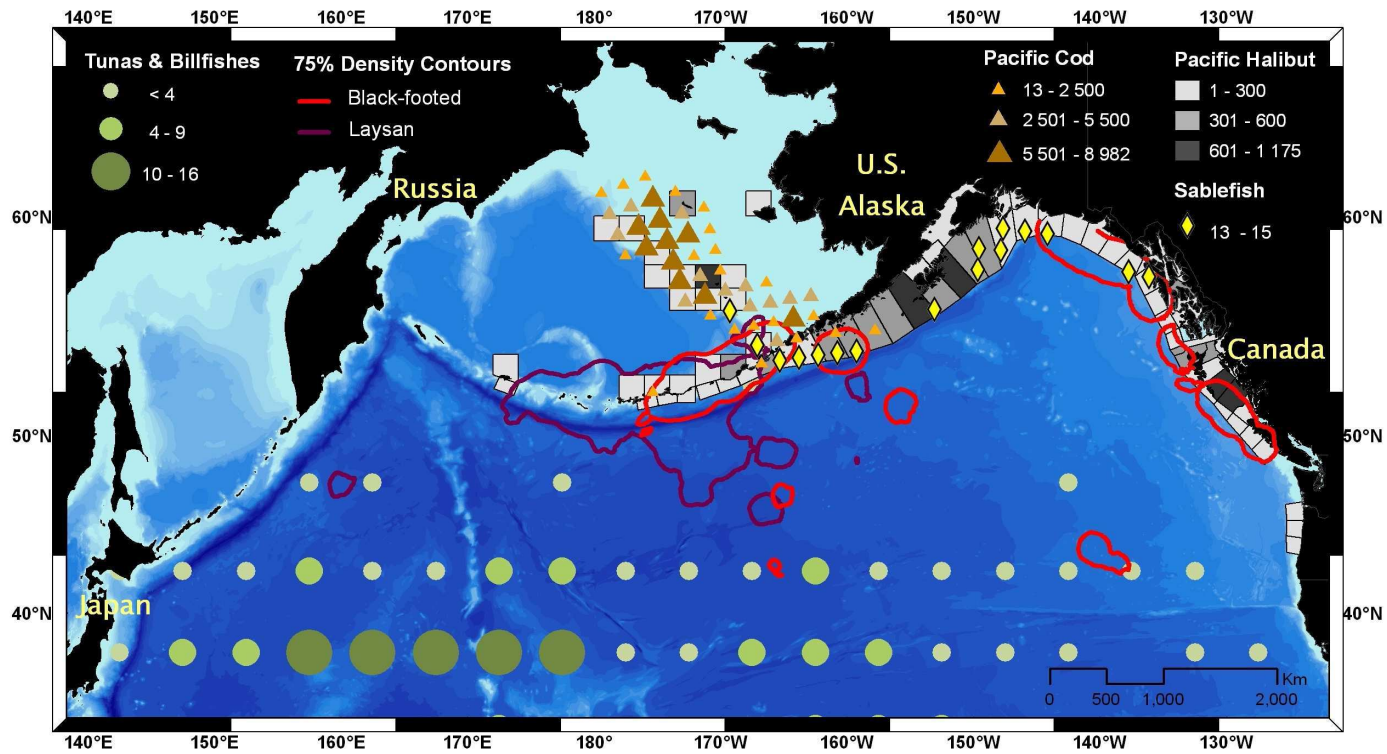 140°E 150°E 160°E 170°E 180° 170°W 160°W 150°W 140°W 130°W
Tunas & Billfishes
< 4
4 - 9
10 - 16
75% Density Contours
Black-footed
Laysan
Pacific Cod
13 - 2 500
2 501 - 5 500
5 501 - 8 982
Pacific Halibut
1 - 300
301 - 600
601 - 1 175
Sablefish
13 - 15
Russia
U.S.
Alaska
Canada
Japan
60°N 60°N
50°N 50°N
40°N 40°N
Km
0 500 1,000 2,000
140°E 150°E 160°E 170°E 180° 170°W 160°W 150°W 140°W 130°W